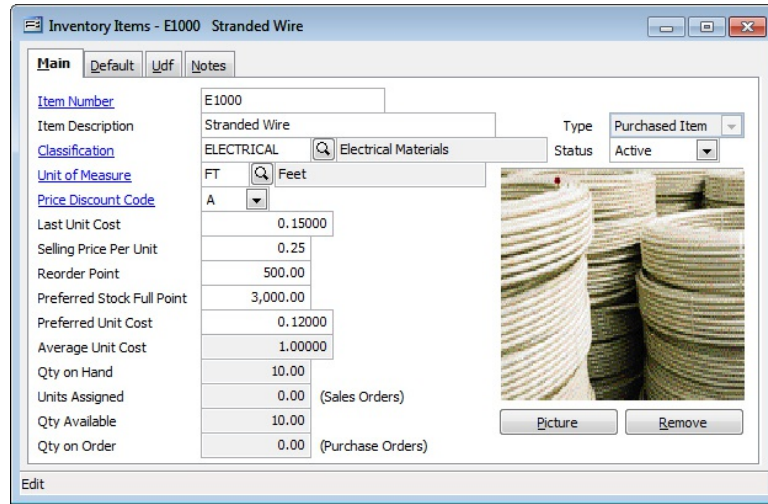 Inventory Items - E1000 Stranded Wire
Main Default Udf Notes
Item Number E1000
Item Description Stranded Wire Type Purchased Item
Classification ELECTRICAL Electrical Materials Status Active
Unit of Measure FT Feet
Price Discount Code A
Last Unit Cost 0.15000
Selling Price Per Unit 0.25
Reorder Point 500.00
Preferred Stock Full Point 3,000.00
Preferred Unit Cost 0.12000
Average Unit Cost 1.00000
Qty on Hand 10.00
Units Assigned 0.00 (Sales Orders)
Qty Available 10.00 Picture Remove
Qty on Order 0.00 (Purchase Orders)
Edit